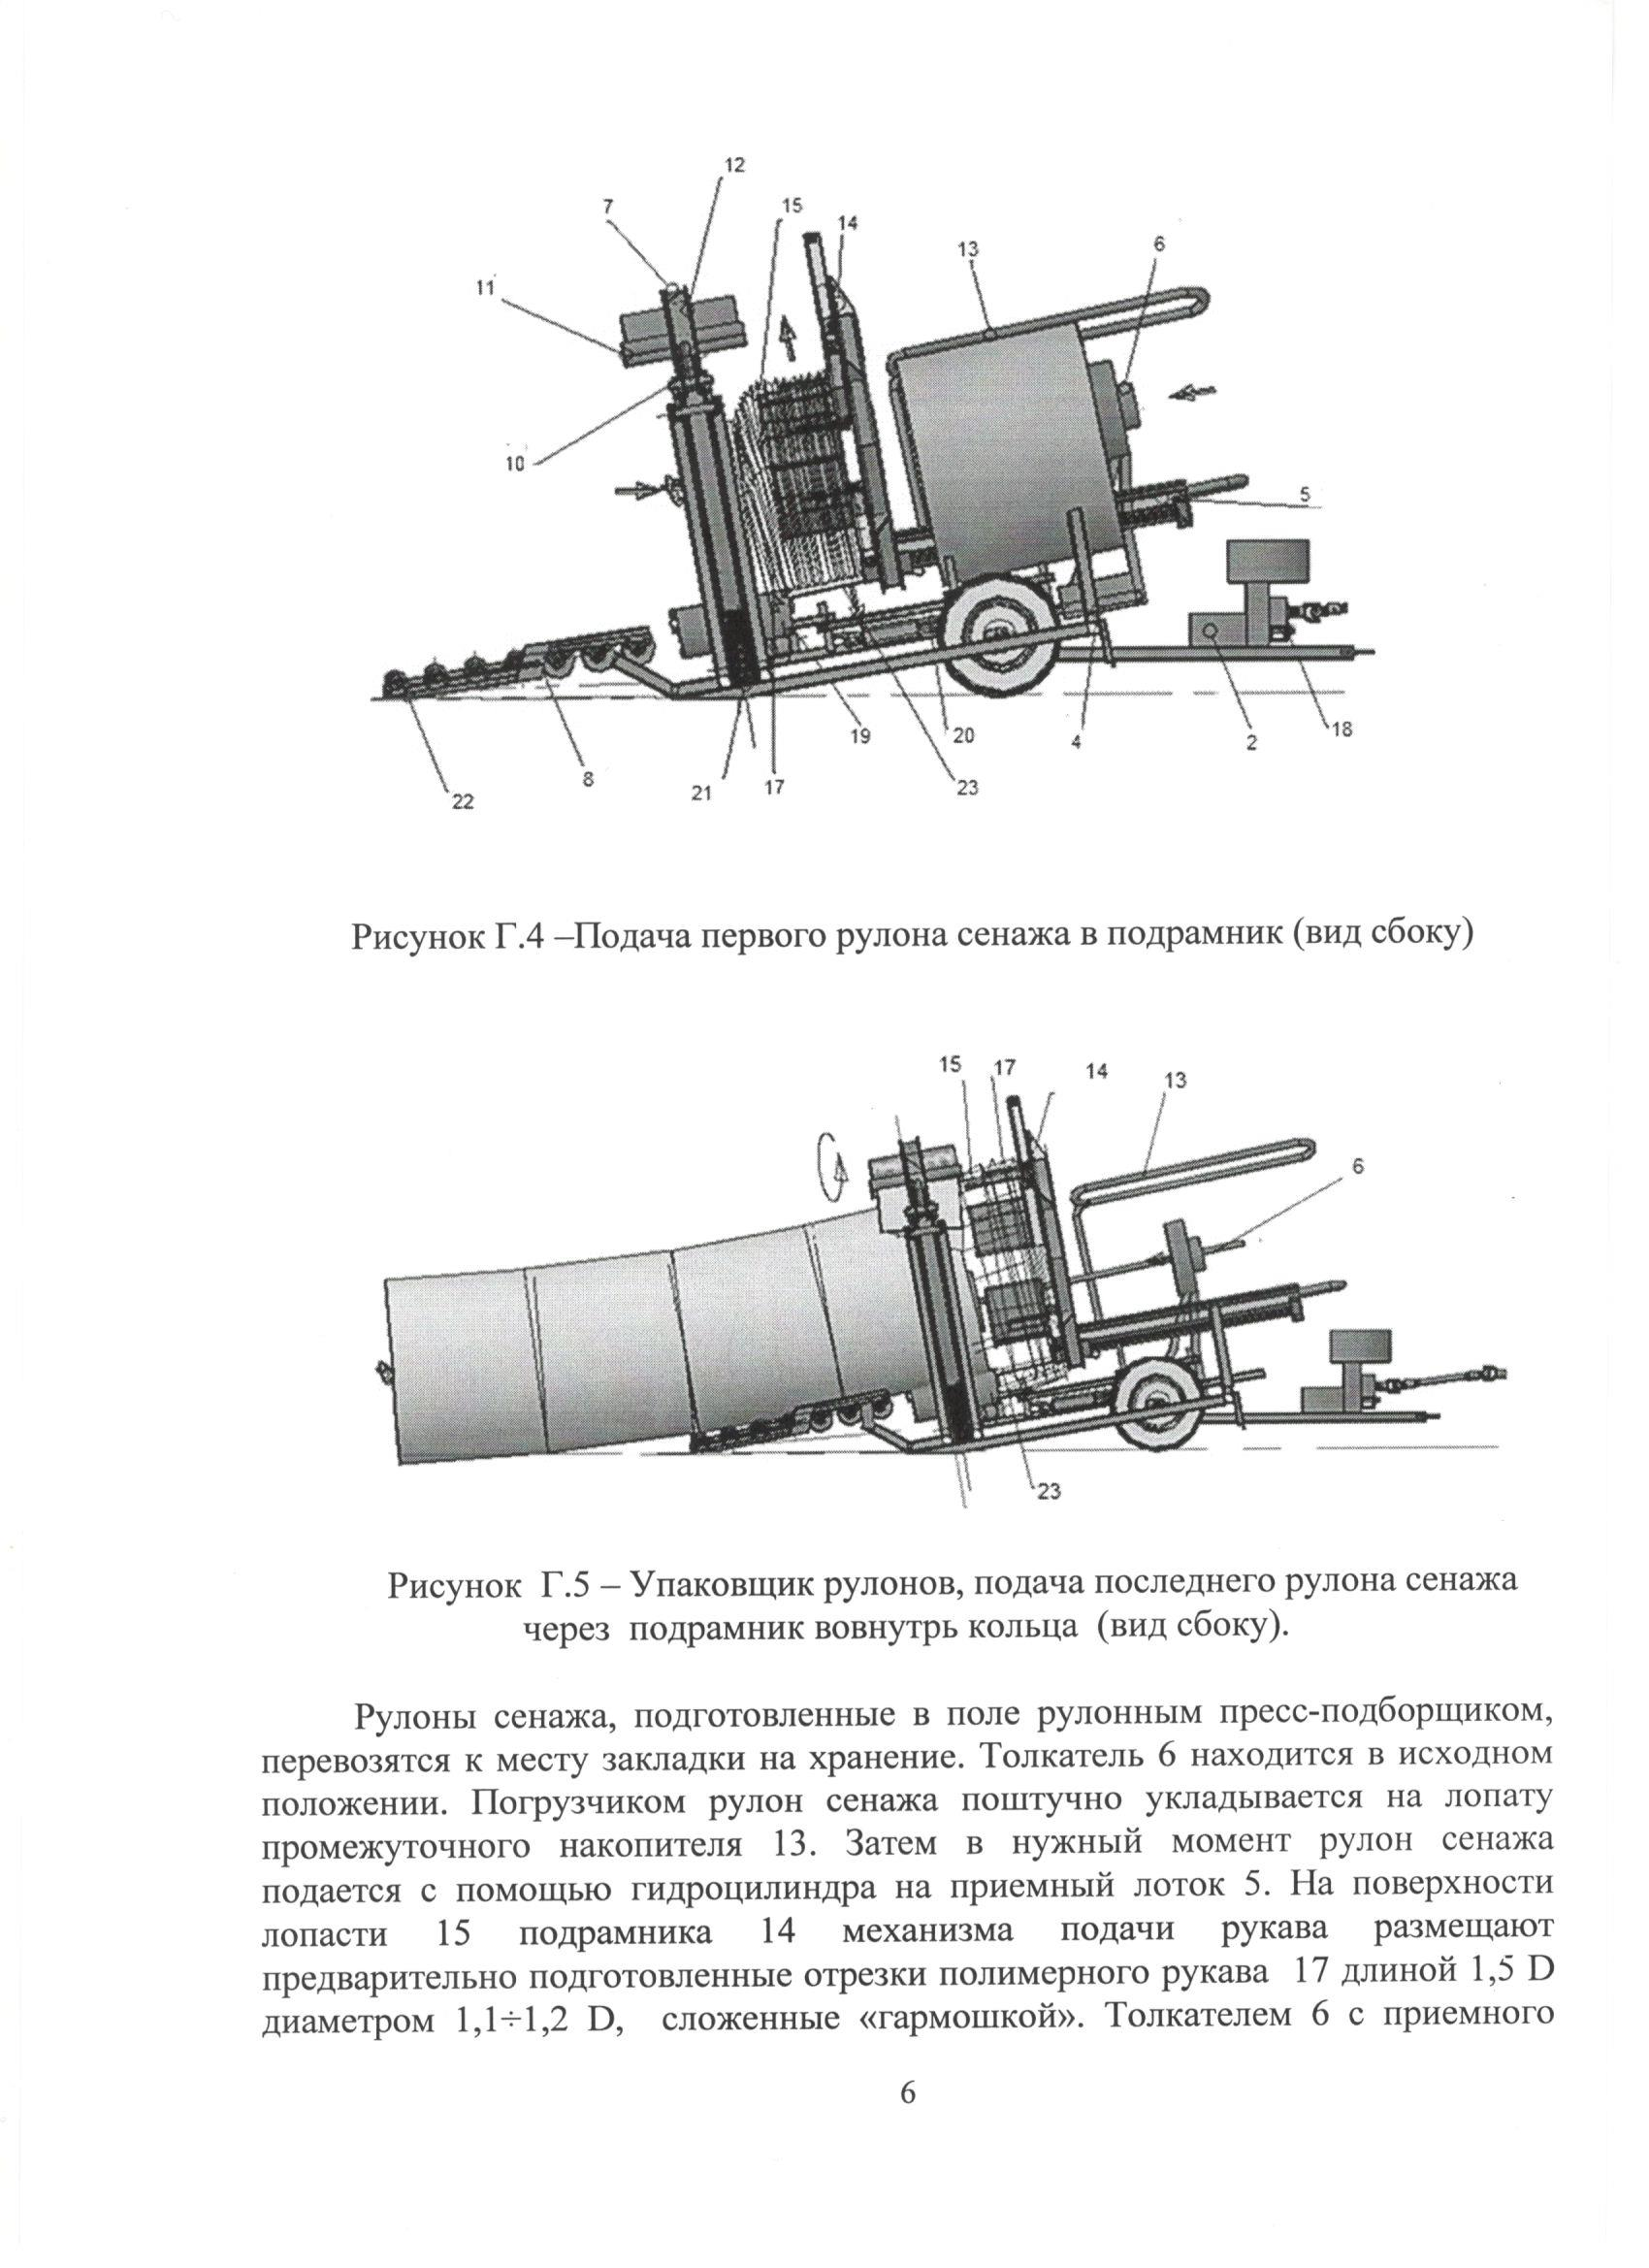 12
7
15
14
13
6
11
10
5
19
20
4
2
18
8
21
17
23
22
Рисунок Г.4 –Подача первого рулона сенажа в подрамник (вид сбоку)
15
17
14
13
6
23
Рисунок Г.5 – Упаковщик рулонов, подача последнего рулона сенажа
через подрамник вовнутрь кольца (вид сбоку).
Рулоны сенажа, подготовленные в поле рулонным пресс-подборщиком,
перевозятся к месту закладки на хранение. Толкатель 6 находится в исходном
положении. Погрузчиком рулон сенажа поштучно укладывается на лопату
промежуточного накопителя 13. Затем в нужный момент рулон сенажа
подается с помощью гидроцилиндра на приемный лоток 5. На поверхности
лопасти 15 подрамника 14 механизма подачи рукава размещают
предварительно подготовленные отрезки полимерного рукава 17 длиной 1,5 D
диаметром 1,1÷1,2 D, сложенные «гармошкой». Толкателем 6 с приемного
6